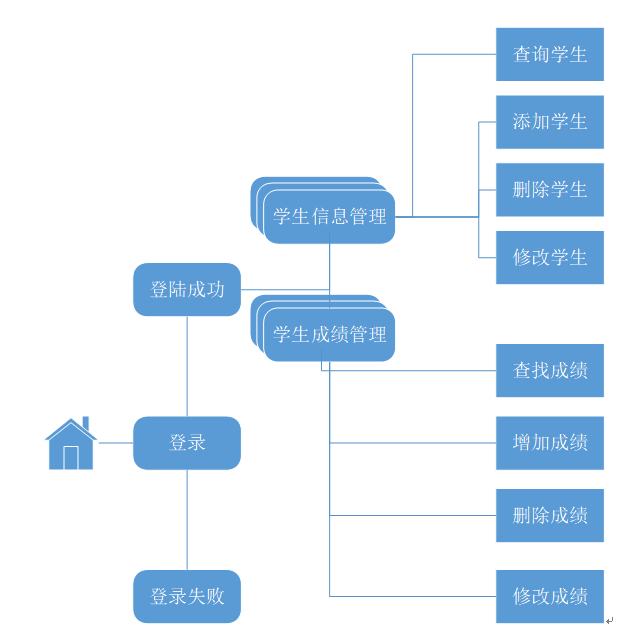 查询学生
添加学生
删除学生
学生信息管理
修改学生
登陆成功
学生成绩管理
查找成绩
登录
增加成绩
删除成绩
登录失败
修改成绩